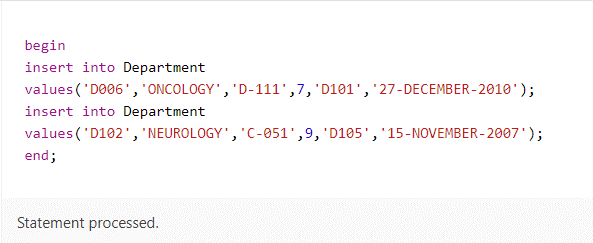 begin
insert into Department
values('D006','ONCOLOGY','D-111',7,'D101','27-DECEMBER-2010');
insert into Department
values('D102','NEUROLOGY','C-051',9,'D105','15-NOVEMBER-2007');
end;
Statement processed.